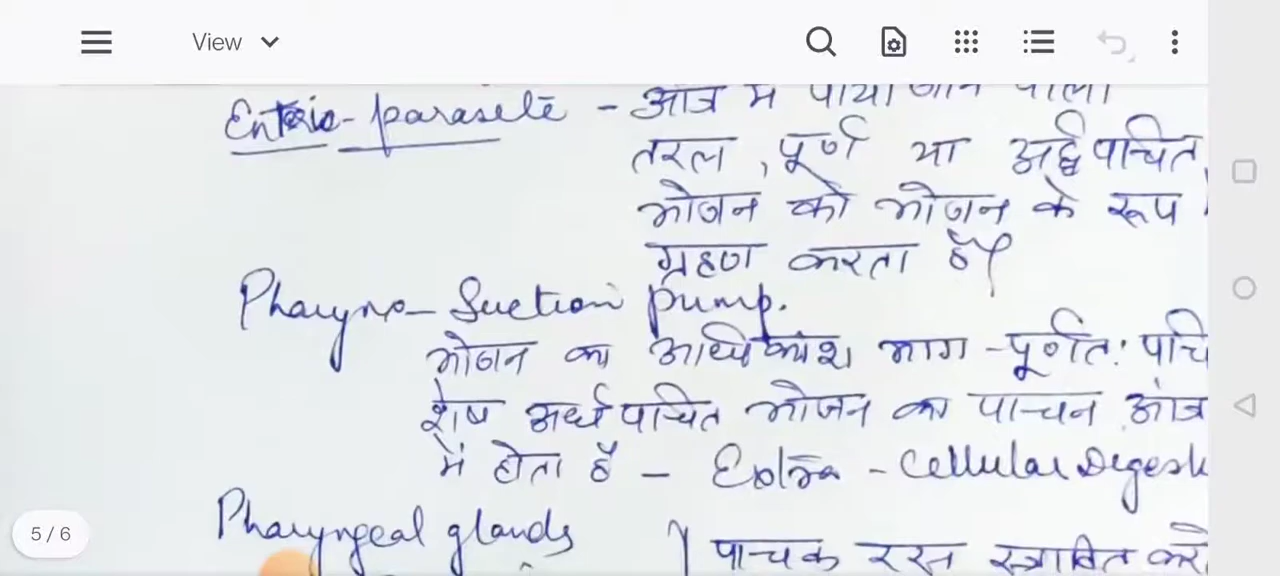 View
Enteric-parasite - आंत्र में पाया जाने वाला
तरल, पूर्ण या अर्द्धपचित
भोजन को भोजन के रूप
ग्रहण करता है।
Pharynx- Suction pump.
भोजन का अधिकांश भाग - पूर्णत: पचि
शेष अर्धपचित भोजन का पाचन आंत्र
में होता है - Extra - Cellular Digest
Pharyngeal glands } पाचक रस स्त्रावित करे
5 / 6